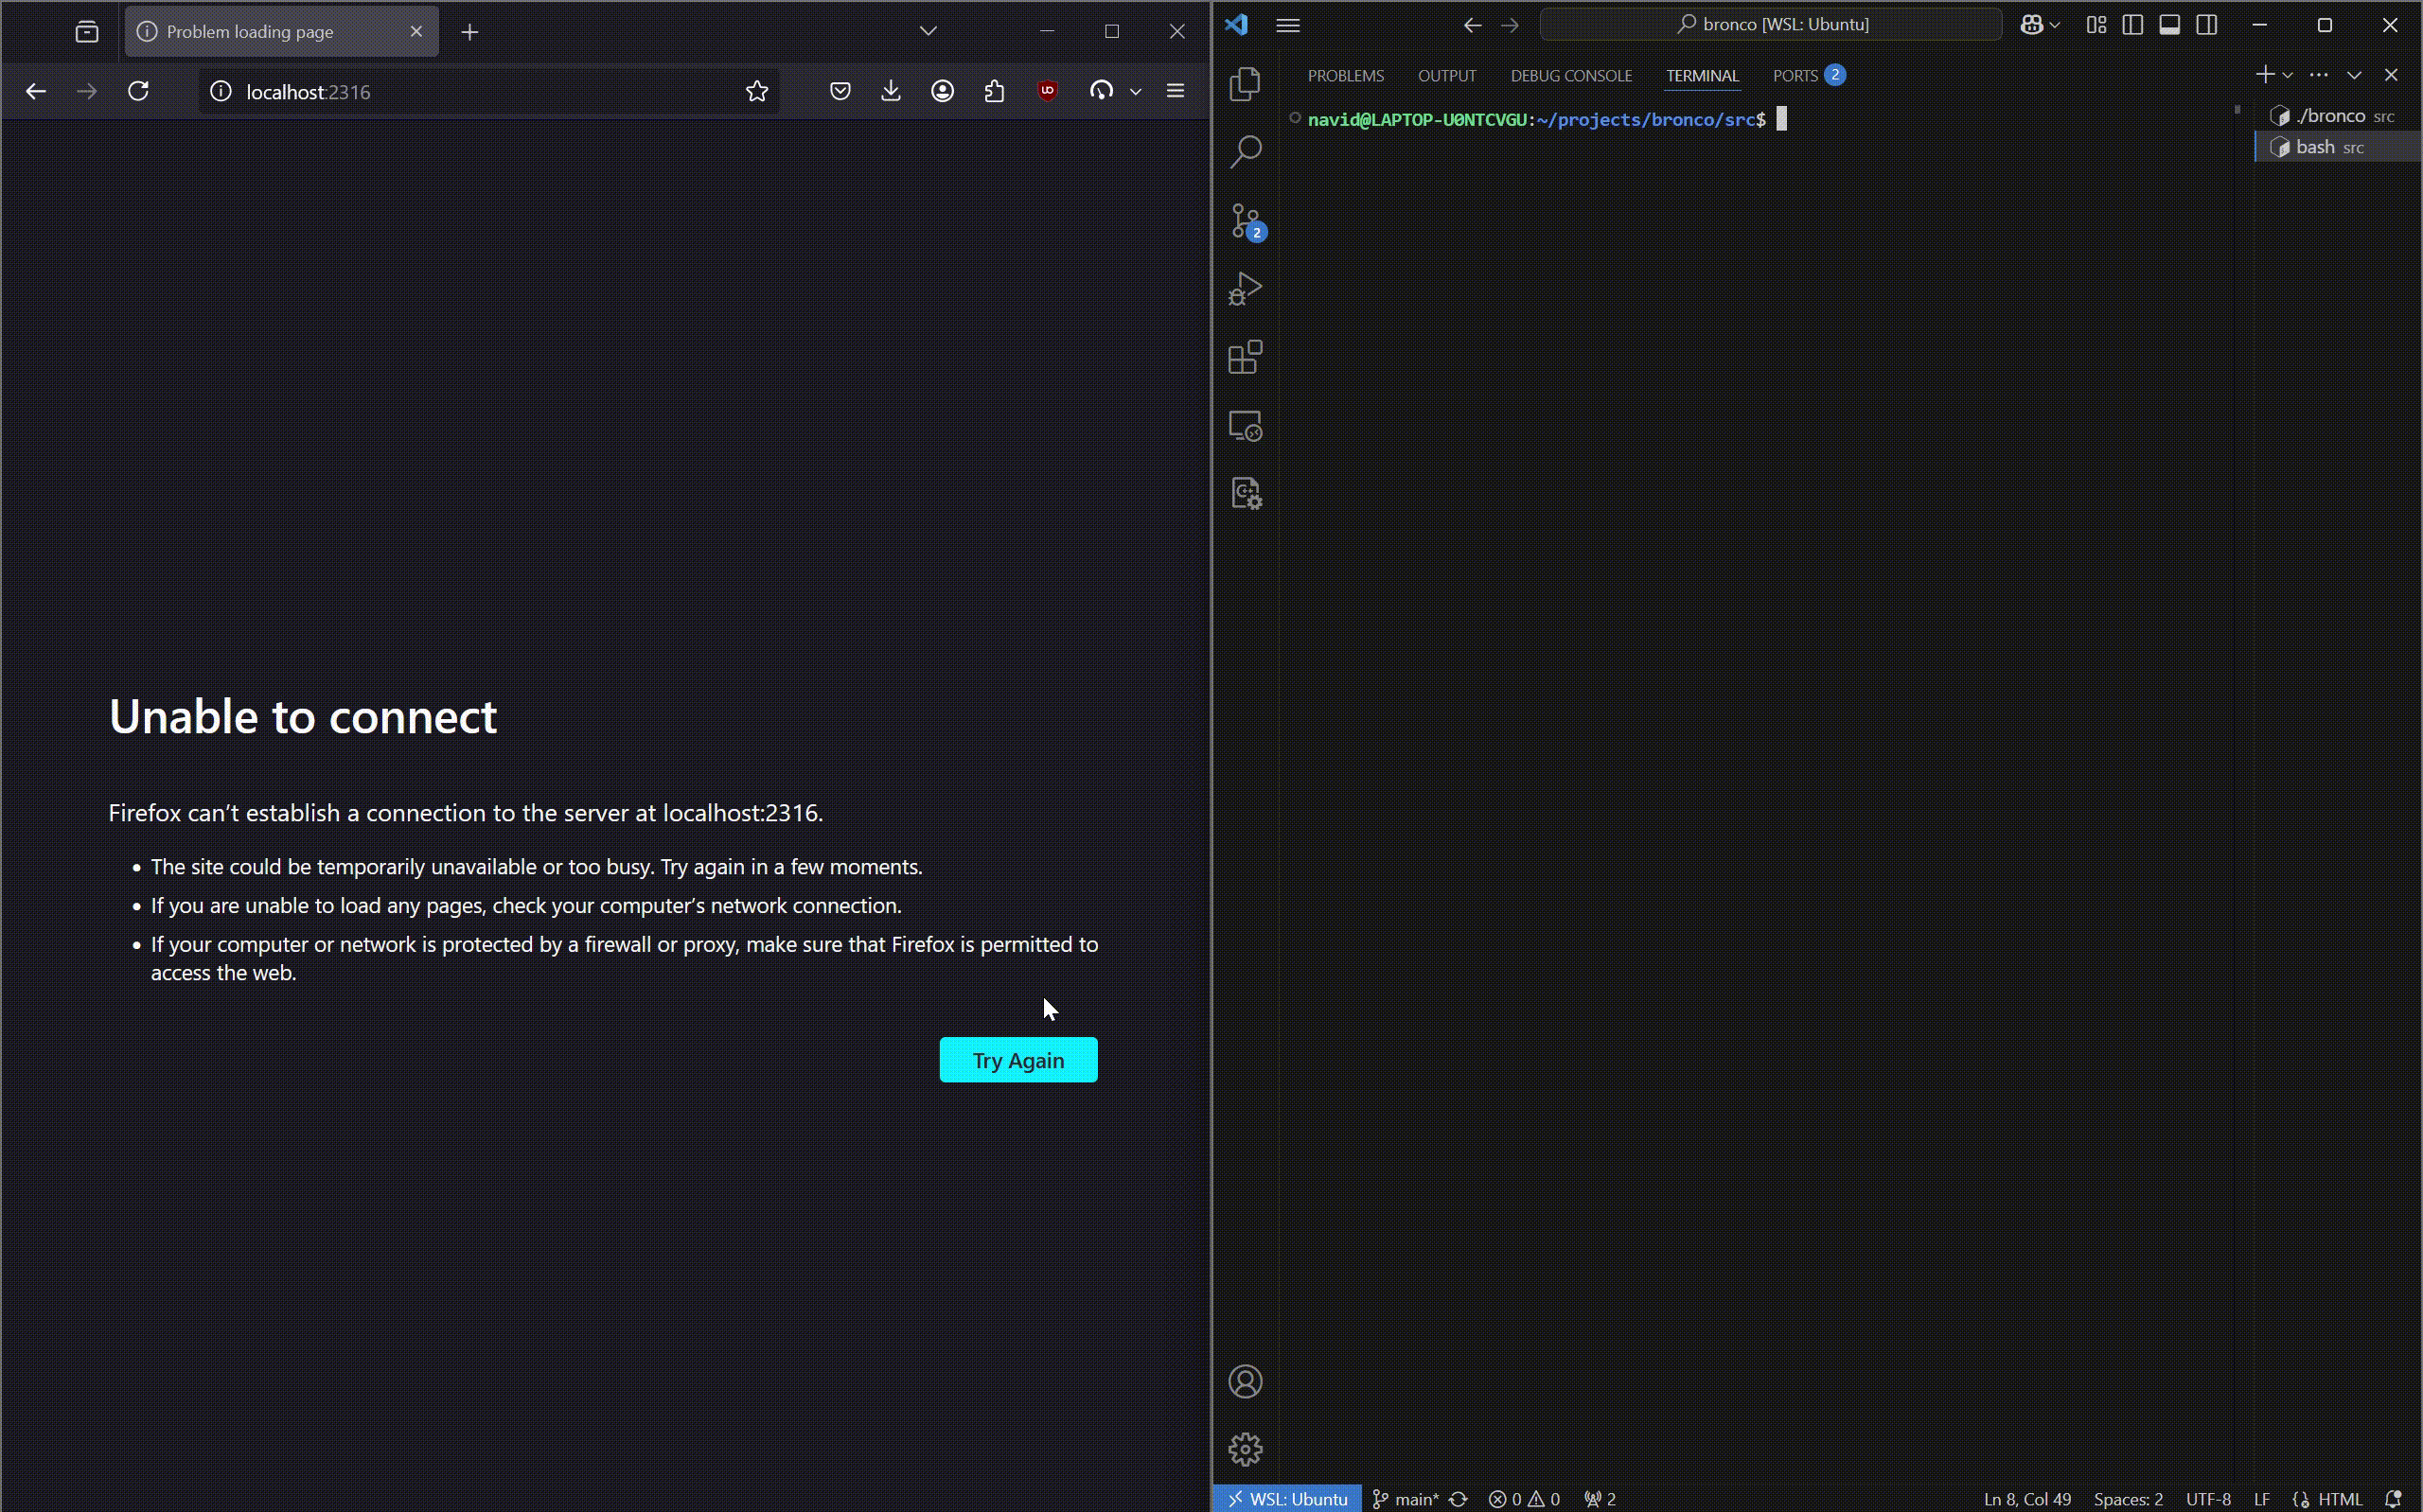 Problem loading page
localhost:2316
Unable to connect
Firefox can’t establish a connection to the server at localhost:2316.
• The site could be temporarily unavailable or too busy. Try again in a few moments.
• If you are unable to load any pages, check your computer’s network connection.
• If your computer or network is protected by a firewall or proxy, make sure that Firefox is permitted to
access the web.
Try Again
bronco [WSL: Ubuntu]
PROBLEMS OUTPUT DEBUG CONSOLE TERMINAL PORTS 2
navid@LAPTOP-U0NTCVGU:~/projects/bronco/src$
./bronco src
bash src
2
WSL: Ubuntu main* 0 0 2 Ln 8, Col 49 Spaces: 2 UTF-8 LF {} HTML